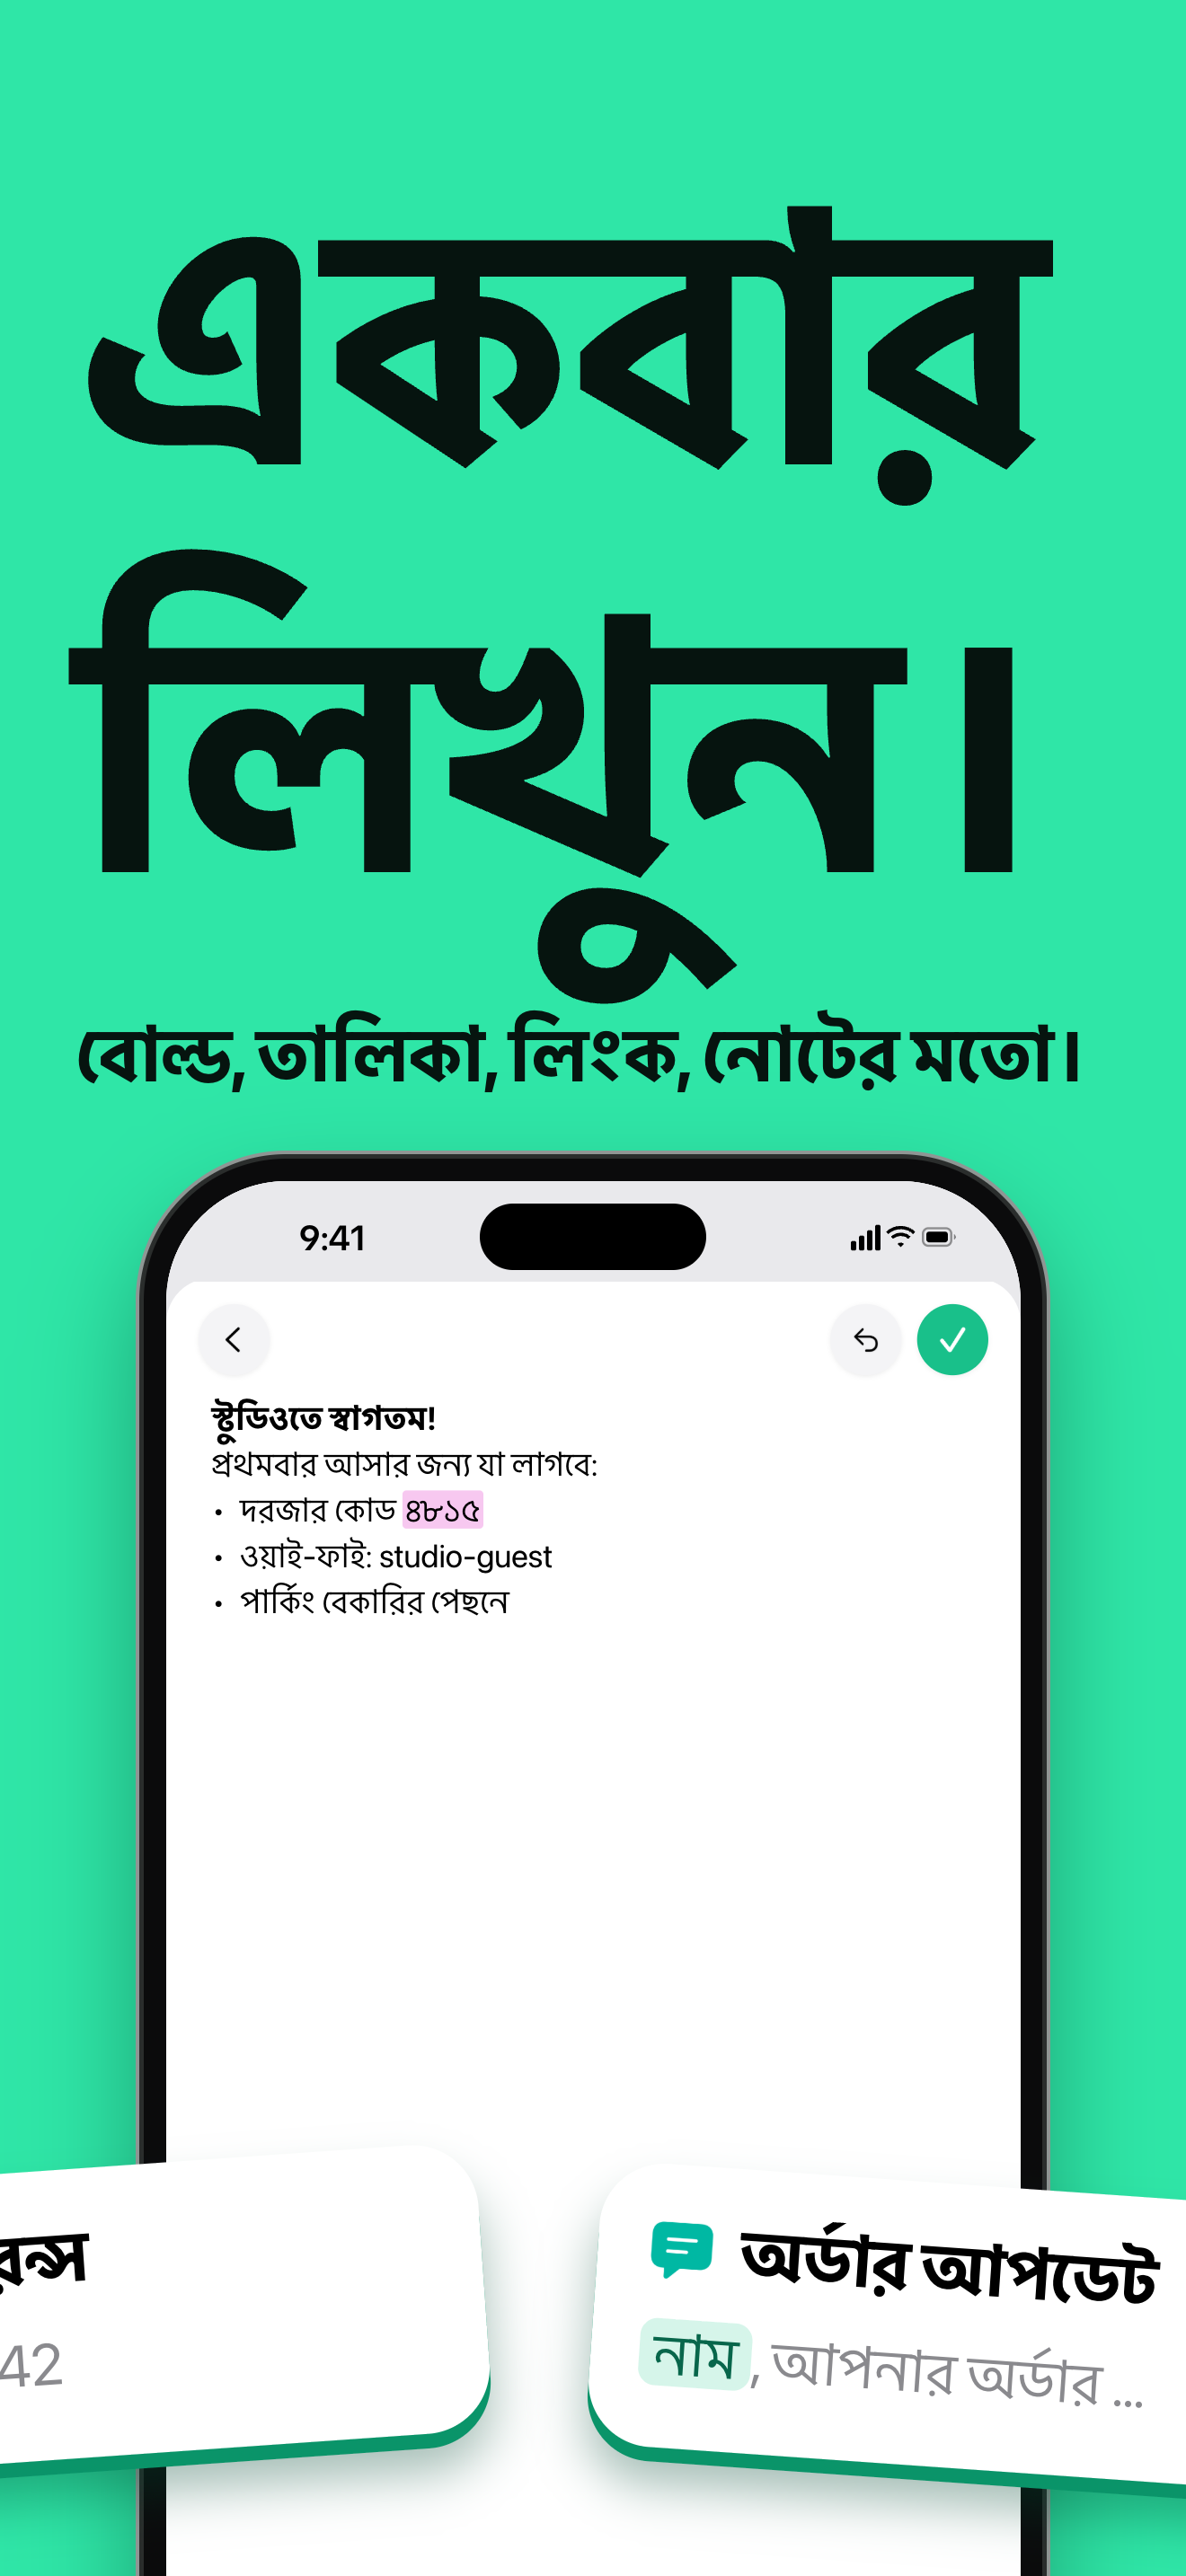 একবার
লিখুন।
বোল্ড, তালিকা, লিংক, নোটের মতো।
9:41
স্টুডিওতে স্বাগতম!
প্রথমবার আসার জন্য যা লাগবে:
• দরজার কোড ৪৮১৫
• ওয়াই-ফাই: studio-guest
• পার্কিং বেকারির পেছনে
রেন্স
42
অর্ডার আপডেট
নাম, আপনার অর্ডার ...